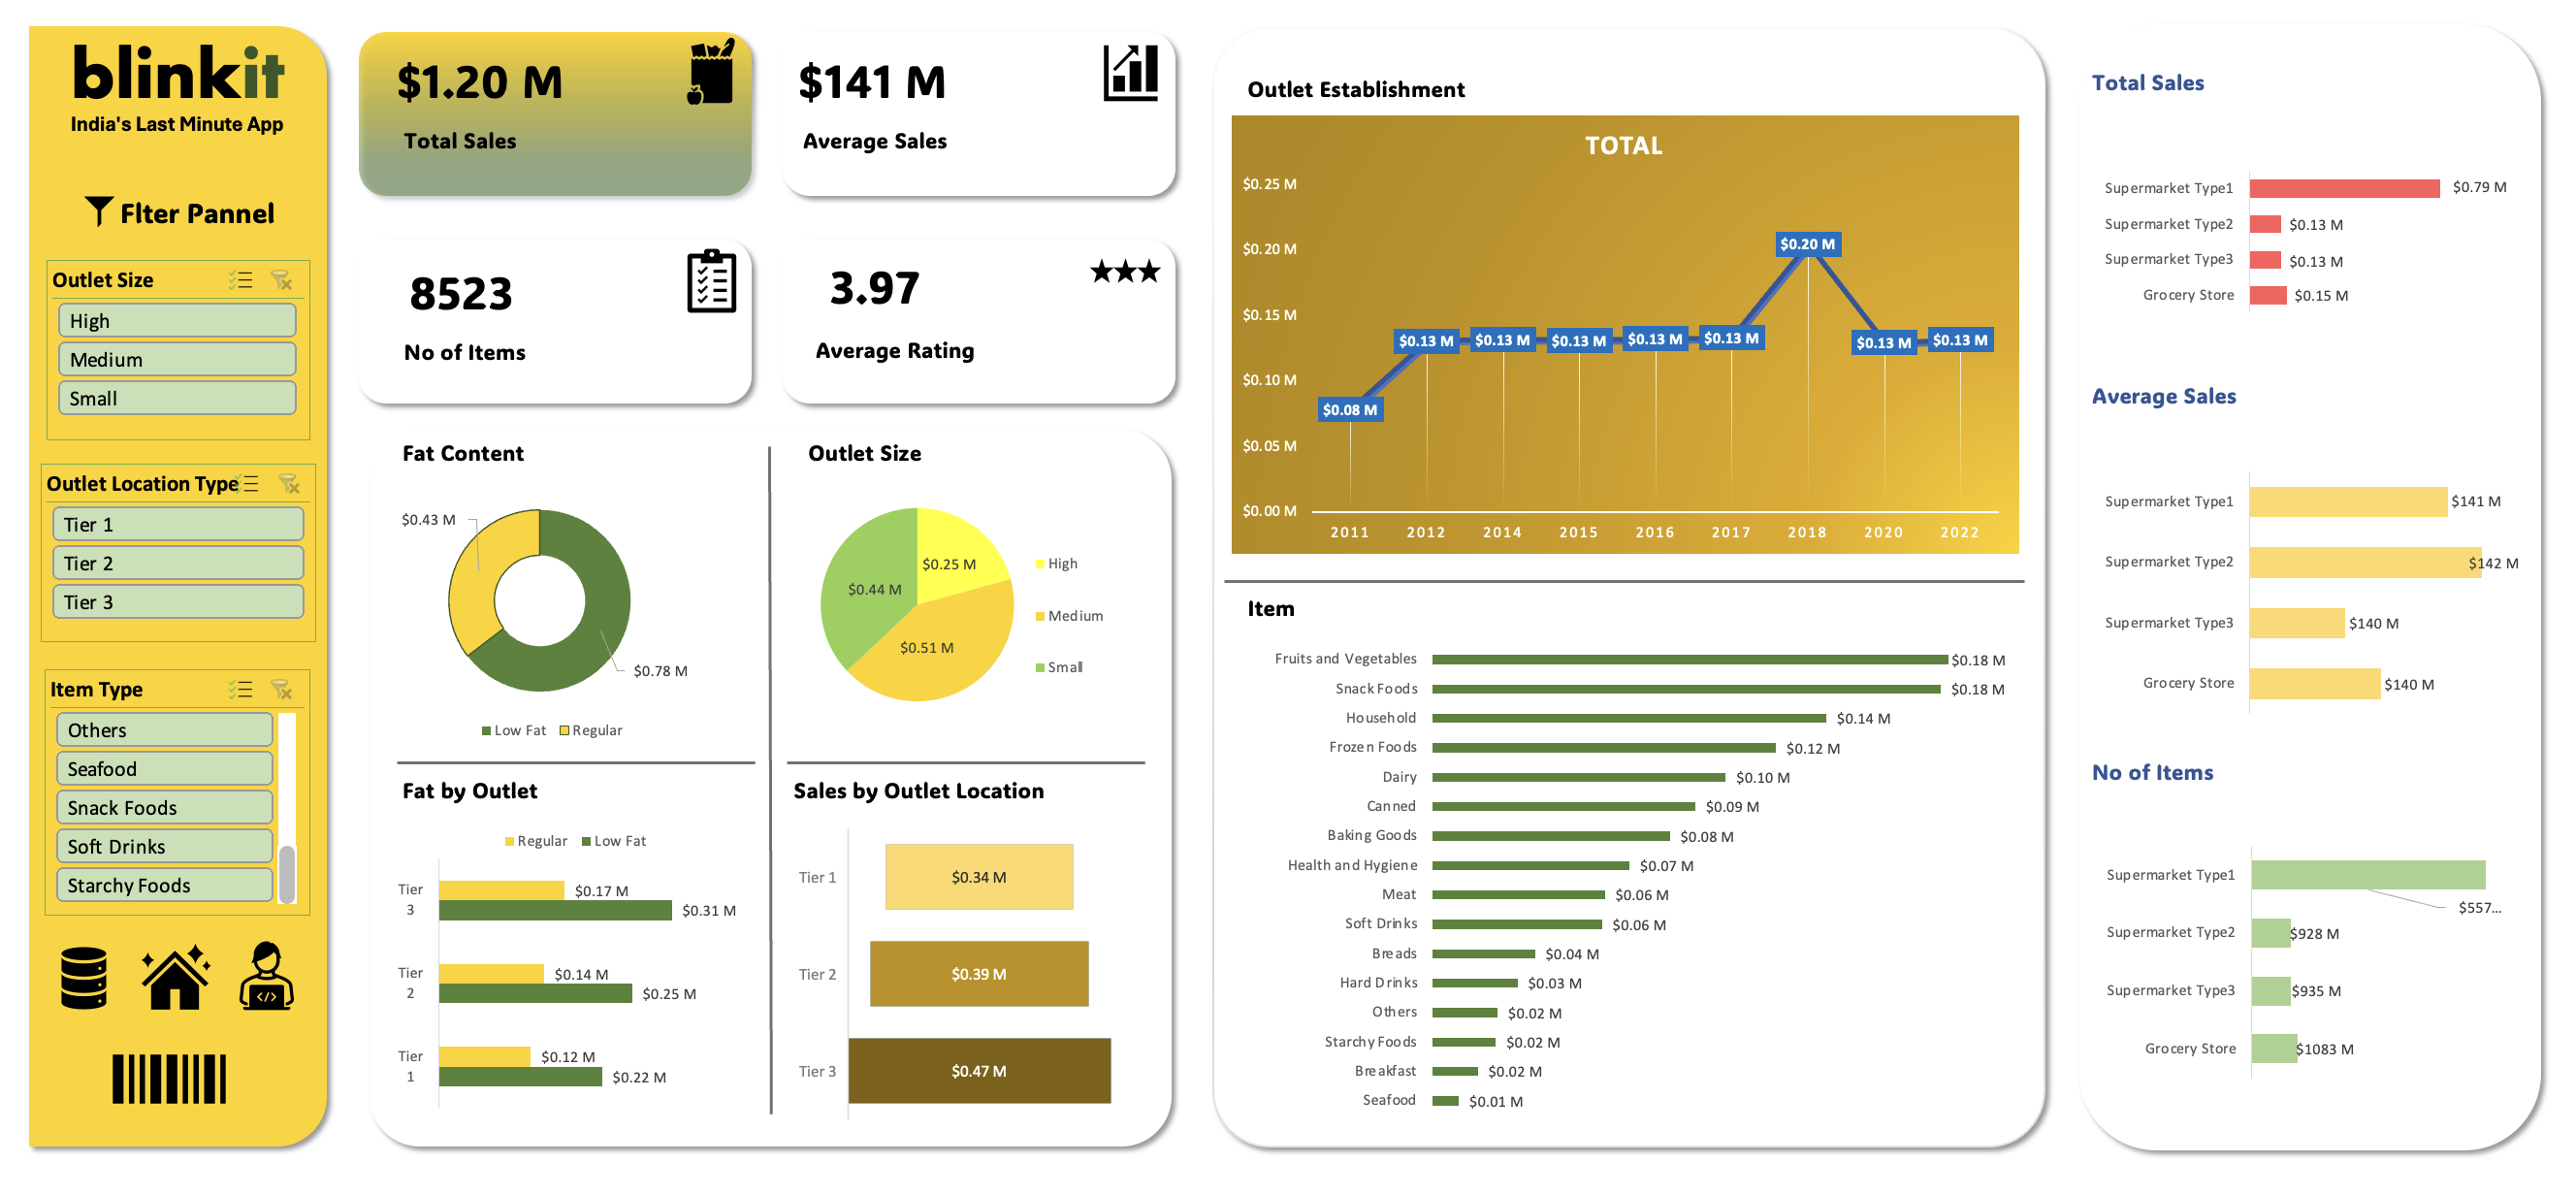 blinkit
India's Last Minute App
Flter Pannel
Outlet Size
High
Medium
Small
Outlet Location Type
Tier 1
Tier 2
Tier 3
Item Type
Others
Seafood
Snack Foods
Soft Drinks
Starchy Foods
$1.20 M
Total Sales
$141 M
Average Sales
8523
No of Items
3.97
Average Rating
Fat Content
$0.43 M
$0.78 M
Low Fat Regular
Outlet Size
$0.25 M
$0.44 M
$0.51 M
High
Medium
Small
Fat by Outlet
Regular Low Fat
Tier 3
$0.17 M
$0.31 M
Tier 2
$0.14 M
$0.25 M
Tier 1
$0.12 M
$0.22 M
Sales by Outlet Location
Tier 1 $0.34 M
Tier 2 $0.39 M
Tier 3 $0.47 M
Outlet Establishment
TOTAL
$0.25 M
$0.20 M
$0.15 M
$0.10 M
$0.05 M
$0.00 M
$0.08 M $0.13 M $0.13 M $0.13 M $0.13 M $0.13 M $0.20 M $0.13 M $0.13 M
2011 2012 2014 2015 2016 2017 2018 2020 2022
Item
Fruits and Vegetables $0.18 M
Snack Foods $0.18 M
Household $0.14 M
Frozen Foods $0.12 M
Dairy $0.10 M
Canned $0.09 M
Baking Goods $0.08 M
Health and Hygiene $0.07 M
Meat $0.06 M
Soft Drinks $0.06 M
Breads $0.04 M
Hard Drinks $0.03 M
Others $0.02 M
Starchy Foods $0.02 M
Breakfast $0.02 M
Seafood $0.01 M
Total Sales
Supermarket Type1 $0.79 M
Supermarket Type2 $0.13 M
Supermarket Type3 $0.13 M
Grocery Store $0.15 M
Average Sales
Supermarket Type1 $141 M
Supermarket Type2 $142 M
Supermarket Type3 $140 M
Grocery Store $140 M
No of Items
Supermarket Type1 $557...
Supermarket Type2 $928 M
Supermarket Type3 $935 M
Grocery Store $1083 M